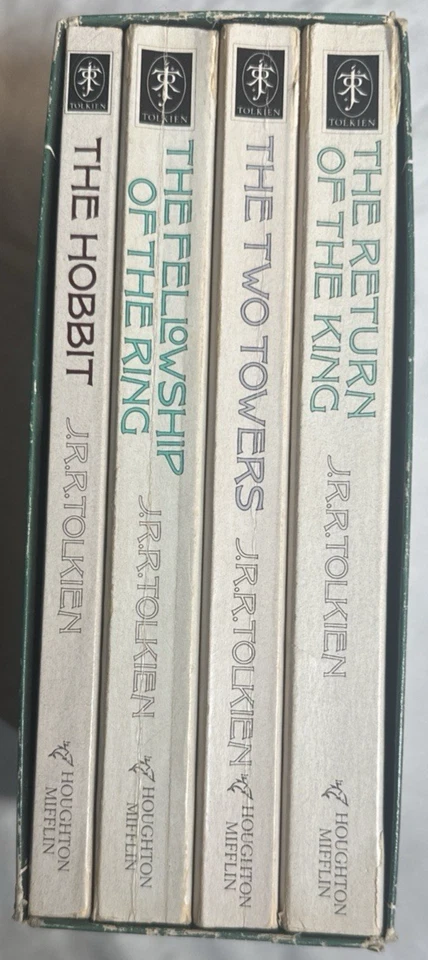 TOLKIEN
THE HOBBIT
J.R.R.TOLKIEN
HOUGHTON
MIFFLIN
TOLKIEN
THE FELLOWSHIP
OF THE RING
J.R.R.TOLKIEN
HOUGHTON
MIFFLIN
TOLKIEN
THE TWO TOWERS
J.R.R.TOLKIEN
HOUGHTON
MIFFLIN
TOLKIEN
THE RETURN
OF THE KING
J.R.R.TOLKIEN
HOUGHTON
MIFFLIN